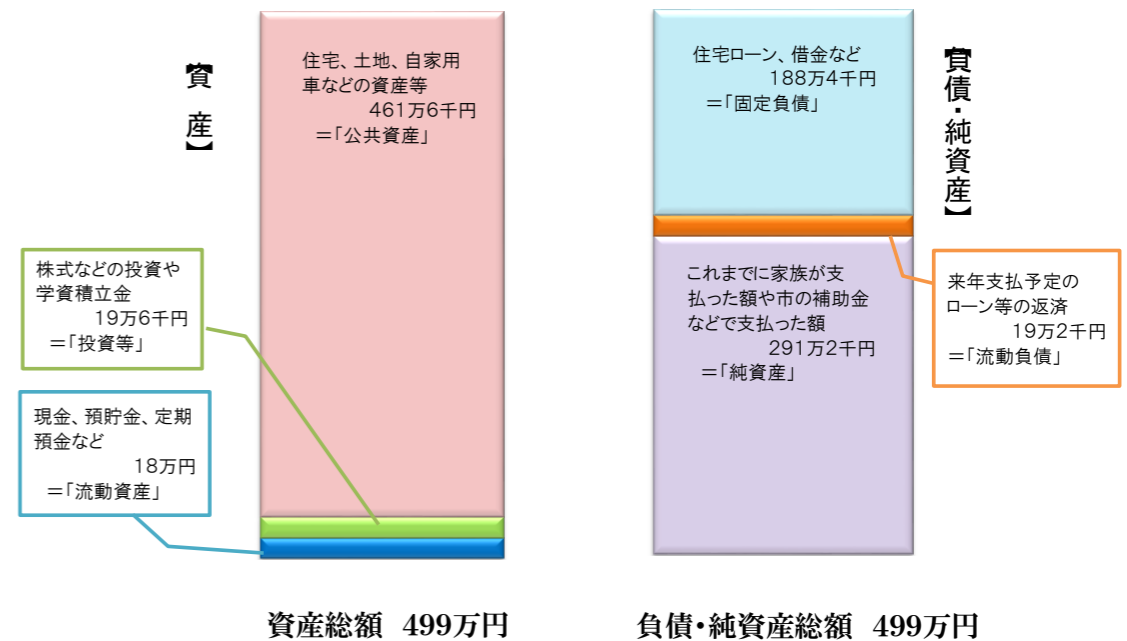 【資産】
住宅、土地、自家用
車などの資産等
461万6千円
＝「公共資産」
株式などの投資や
学資積立金
19万6千円
＝「投資等」
現金、預貯金、定期
預金など
18万円
＝「流動資産」
資産総額 499万円
住宅ローン、借金など
188万4千円
＝「固定負債」
【負債・純資産】
これまでに家族が支
払った額や市の補助金
などで支払った額
291万2千円
＝「純資産」
来年支払予定の
ローン等の返済
19万2千円
＝「流動負債」
負債・純資産総額 499万円